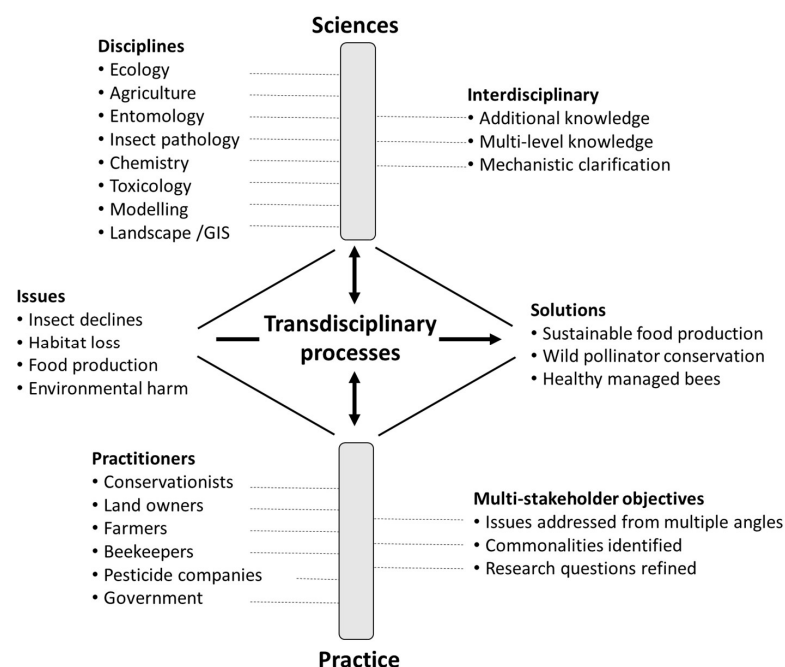 Sciences
Disciplines
• Ecology
• Agriculture
• Entomology
• Insect pathology
• Chemistry
• Toxicology
• Modelling
• Landscape /GIS
Interdisciplinary
• Additional knowledge
• Multi-level knowledge
• Mechanistic clarification
Issues
• Insect declines
• Habitat loss
• Food production
• Environmental harm
Transdisciplinary
processes
Solutions
• Sustainable food production
• Wild pollinator conservation
• Healthy managed bees
Practitioners
• Conservationists
• Land owners
• Farmers
• Beekeepers
• Pesticide companies
• Government
Multi-stakeholder objectives
• Issues addressed from multiple angles
• Commonalities identified
• Research questions refined
Practice